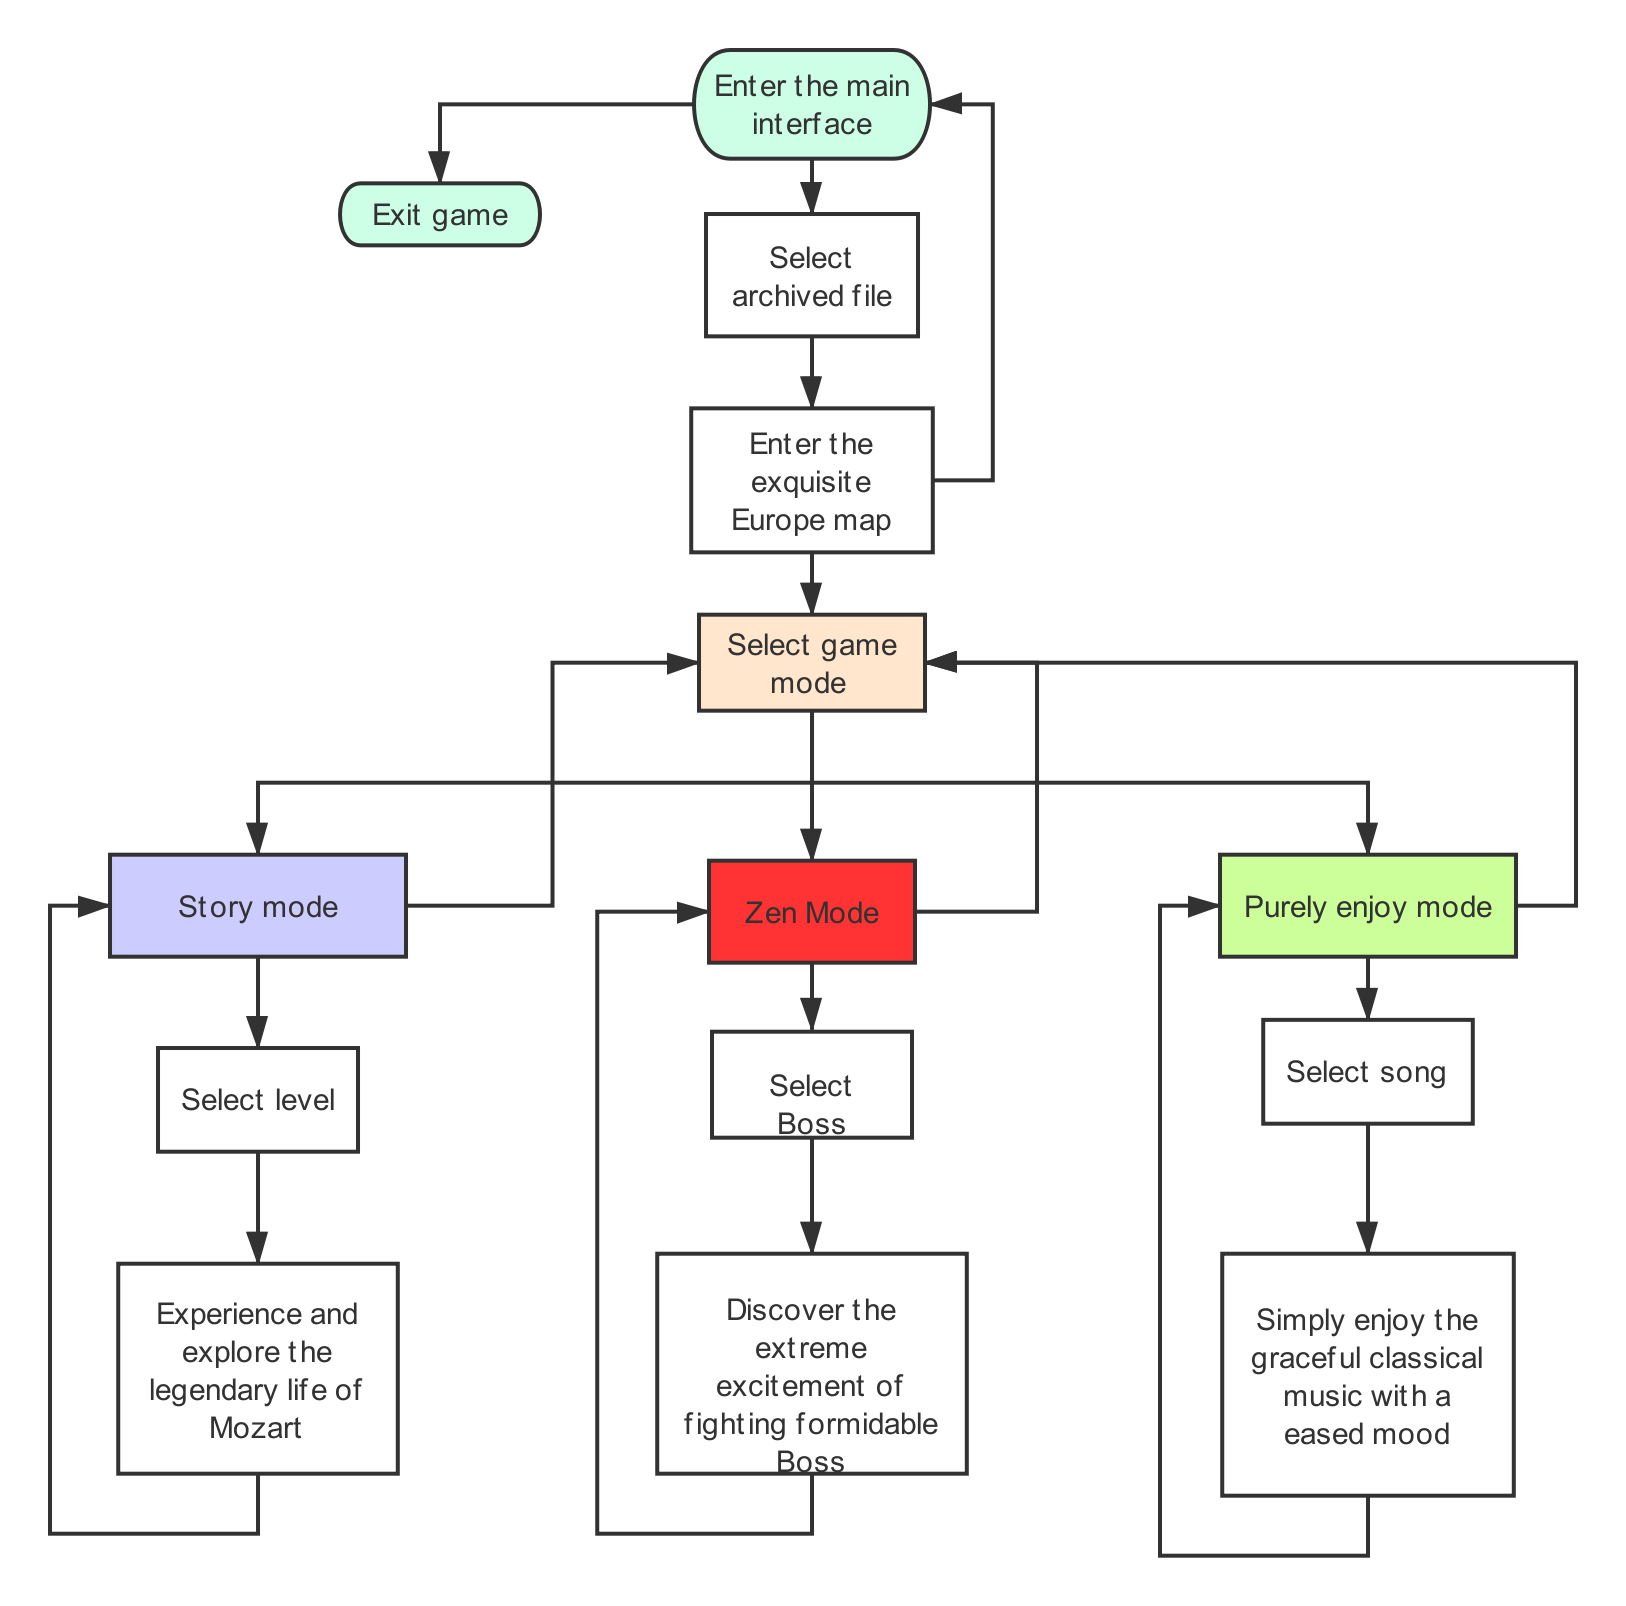 Enter the main
interface
Exit game
Select
archived file
Enter the
exquisite
Europe map
Select game
mode
Story mode
Zen Mode
Purely enjoy mode
Select level
Select
Boss
Select song
Experience and
explore the
legendary life of
Mozart
Discover the
extreme
excitement of
fighting formidable
Boss
Simply enjoy the
graceful classical
music with a
eased mood